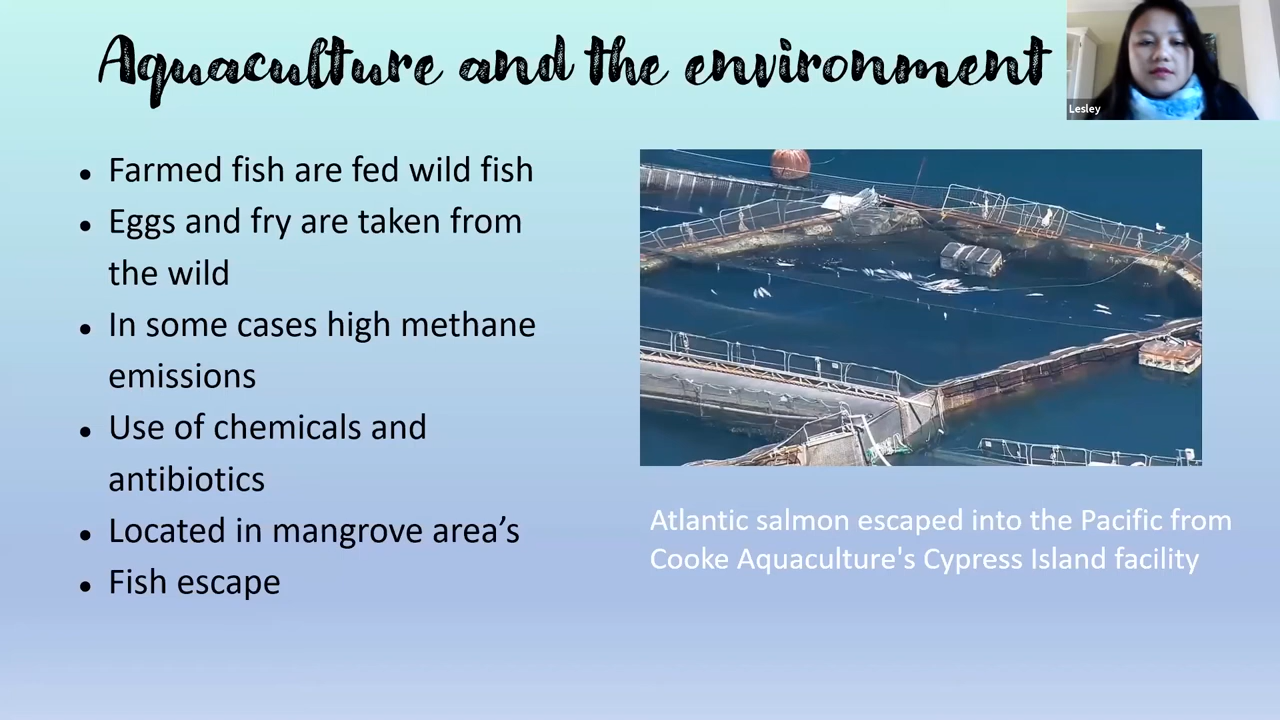 Aquaculture and the environment
Lesley
• Farmed fish are fed wild fish
• Eggs and fry are taken from
the wild
• In some cases high methane
emissions
• Use of chemicals and
antibiotics
• Located in mangrove area’s
• Fish escape
Atlantic salmon escaped into the Pacific from
Cooke Aquaculture's Cypress Island facility